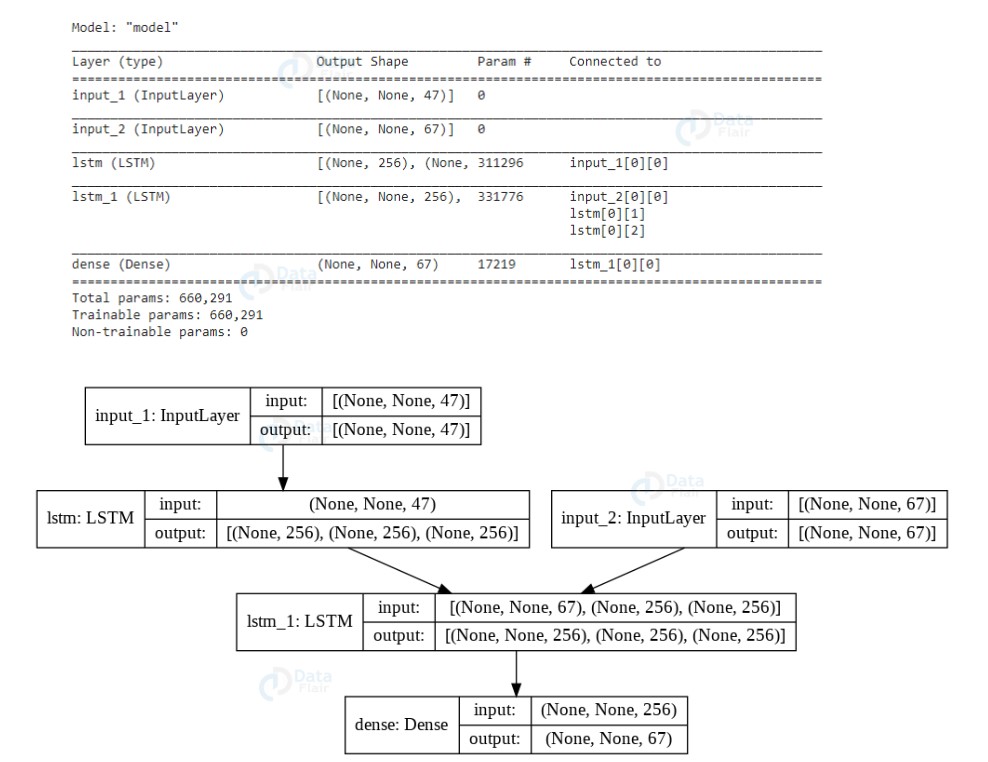 Model: "model"
Layer (type) Output Shape Param # Connected to
input_1 (InputLayer) [(None, None, 47)] 0
input_2 (InputLayer) [(None, None, 67)] 0
lstm (LSTM) [(None, 256), (None, 311296 input_1[0][0]
lstm_1 (LSTM) [(None, None, 256), 331776 input_2[0][0]
lstm[0][1]
lstm[0][2]
dense (Dense) (None, None, 67) 17219 lstm_1[0][0]
Total params: 660,291
Trainable params: 660,291
Non-trainable params: 0
input_1: InputLayer
input: [(None, None, 47)]
output: [(None, None, 47)]
lstm: LSTM
input: (None, None, 47)
output: [(None, 256), (None, 256), (None, 256)]
input_2: InputLayer
input: [(None, None, 67)]
output: [(None, None, 67)]
lstm_1: LSTM
input: [(None, None, 67), (None, 256), (None, 256)]
output: [(None, None, 256), (None, 256), (None, 256)]
dense: Dense
input: (None, None, 256)
output: (None, None, 67)
Data
Flair
Data
Flair
Data
Flair
Data
Flair